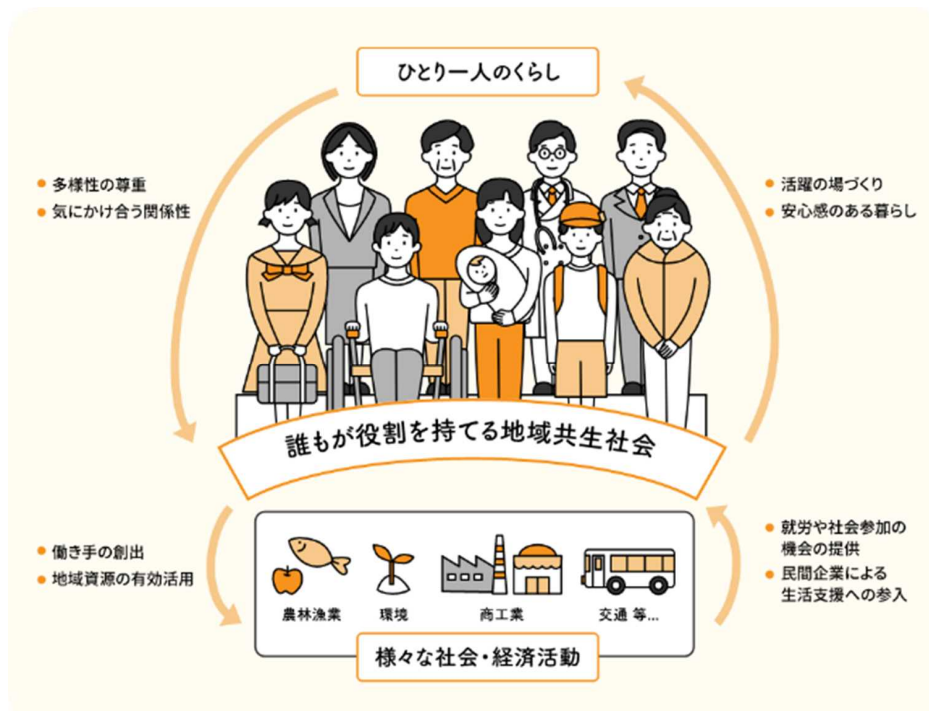 ひとり一人のくらし
多様性の尊重
気にかけ合う関係性
活躍の場づくり
安心感のある暮らし
誰もが役割を持てる地域共生社会
働き手の創出
地域資源の有効活用
就労や社会参加の
機会の提供
民間企業による
生活支援への参入
農林漁業
環境
商工業
交通 等...
様々な社会・経済活動